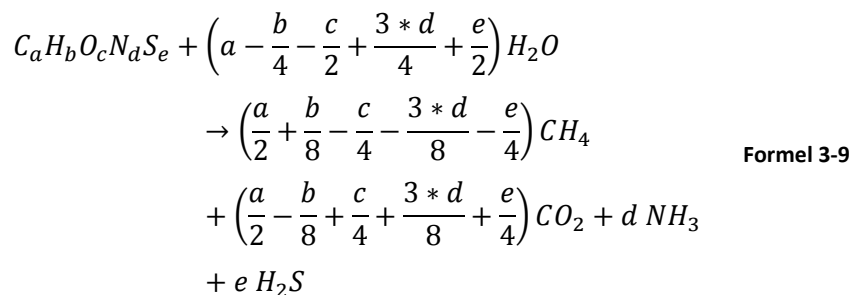 C_aH_bO_cN_dS_e + (a − b/4 − c/2 + 3 * d/4 + e/2) H_2O
→ (a/2 + b/8 − c/4 − 3 * d/8 − e/4) CH_4
Formel 3-9
+ (a/2 − b/8 + c/4 + 3 * d/8 + e/4) CO_2 + d NH_3
+ e H_2S